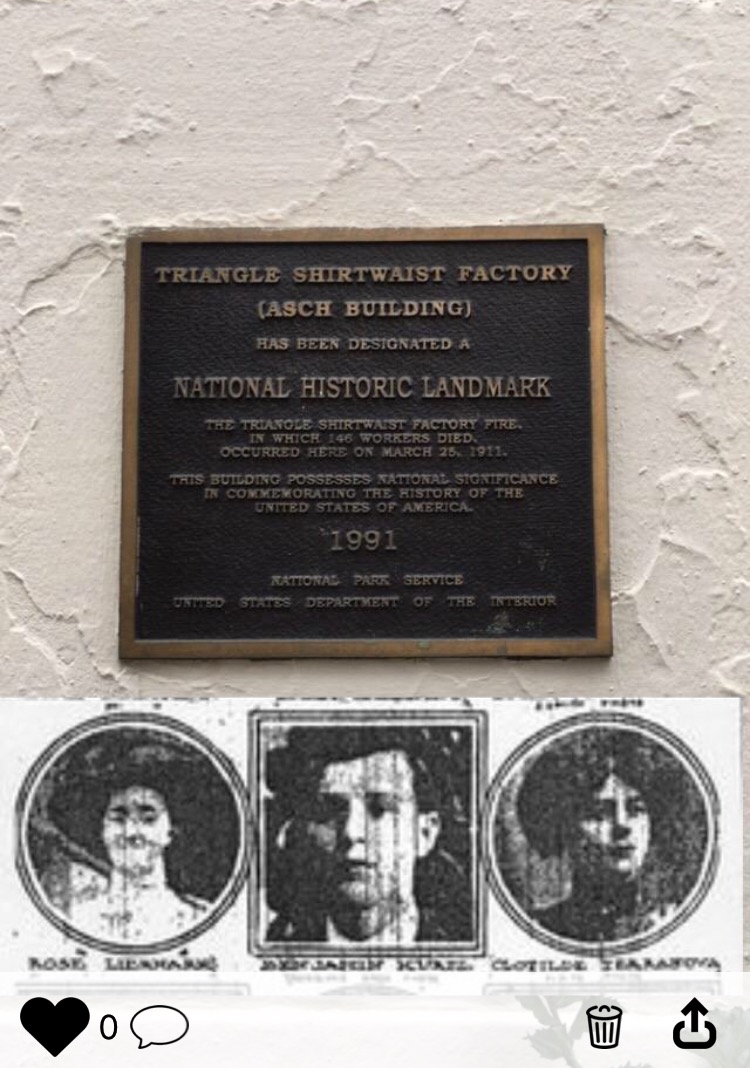 TRIANGLE SHIRTWAIST FACTORY
(ASCH BUILDING)
HAS BEEN DESIGNATED A
NATIONAL HISTORIC LANDMARK
THE TRIANGLE SHIRTWAIST FACTORY FIRE,
IN WHICH 146 WORKERS DIED,
OCCURRED HERE ON MARCH 25, 1911.
THIS BUILDING POSSESSES NATIONAL SIGNIFICANCE
IN COMMEMORATING THE HISTORY OF THE
UNITED STATES OF AMERICA.
1991
NATIONAL PARK SERVICE
UNITED STATES DEPARTMENT OF THE INTERIOR
ROSE BENJAMIN CLOTILDE TERRANOVA
0